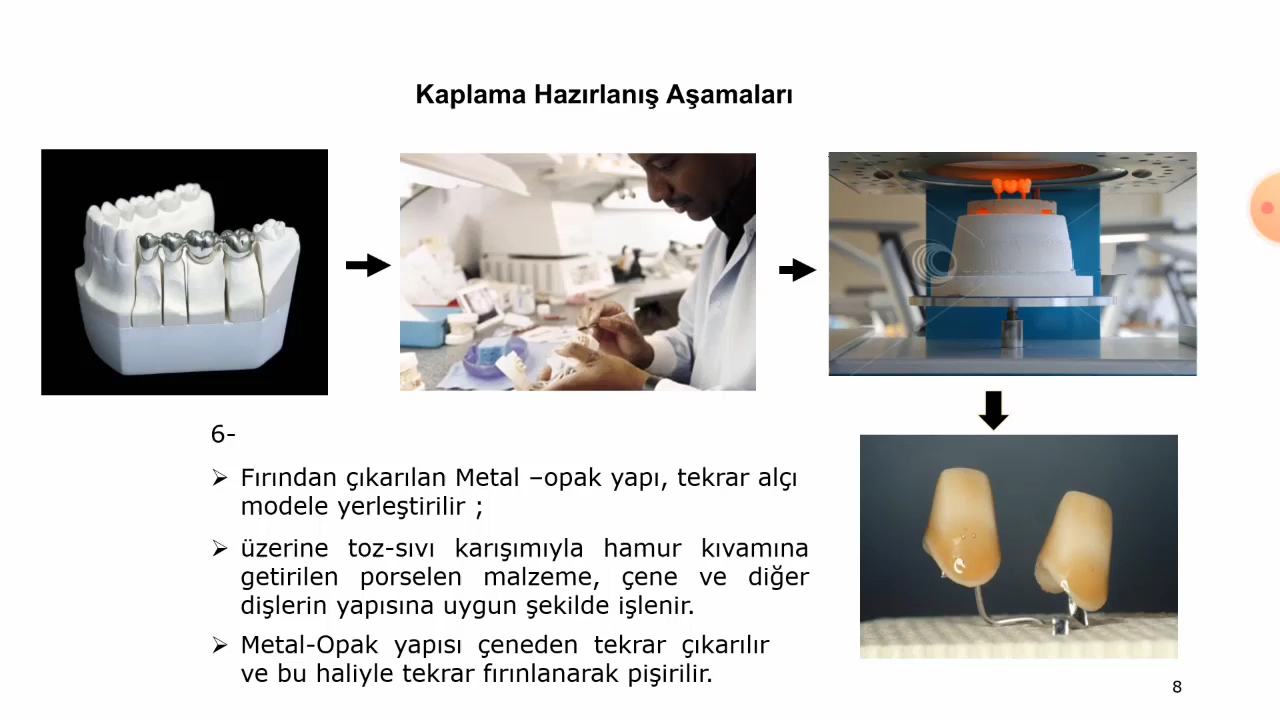 Kaplama Hazırlanış Aşamaları
6-
➢ Fırından çıkarılan Metal –opak yapı, tekrar alçı
modele yerleştirilir ;
➢ üzerine toz-sıvı karışımıyla hamur kıvamına
getirilen porselen malzeme, çene ve diğer
dişlerin yapısına uygun şekilde işlenir.
➢ Metal-Opak yapısı çeneden tekrar çıkarılır
ve bu haliyle tekrar fırınlanarak pişirilir.
8